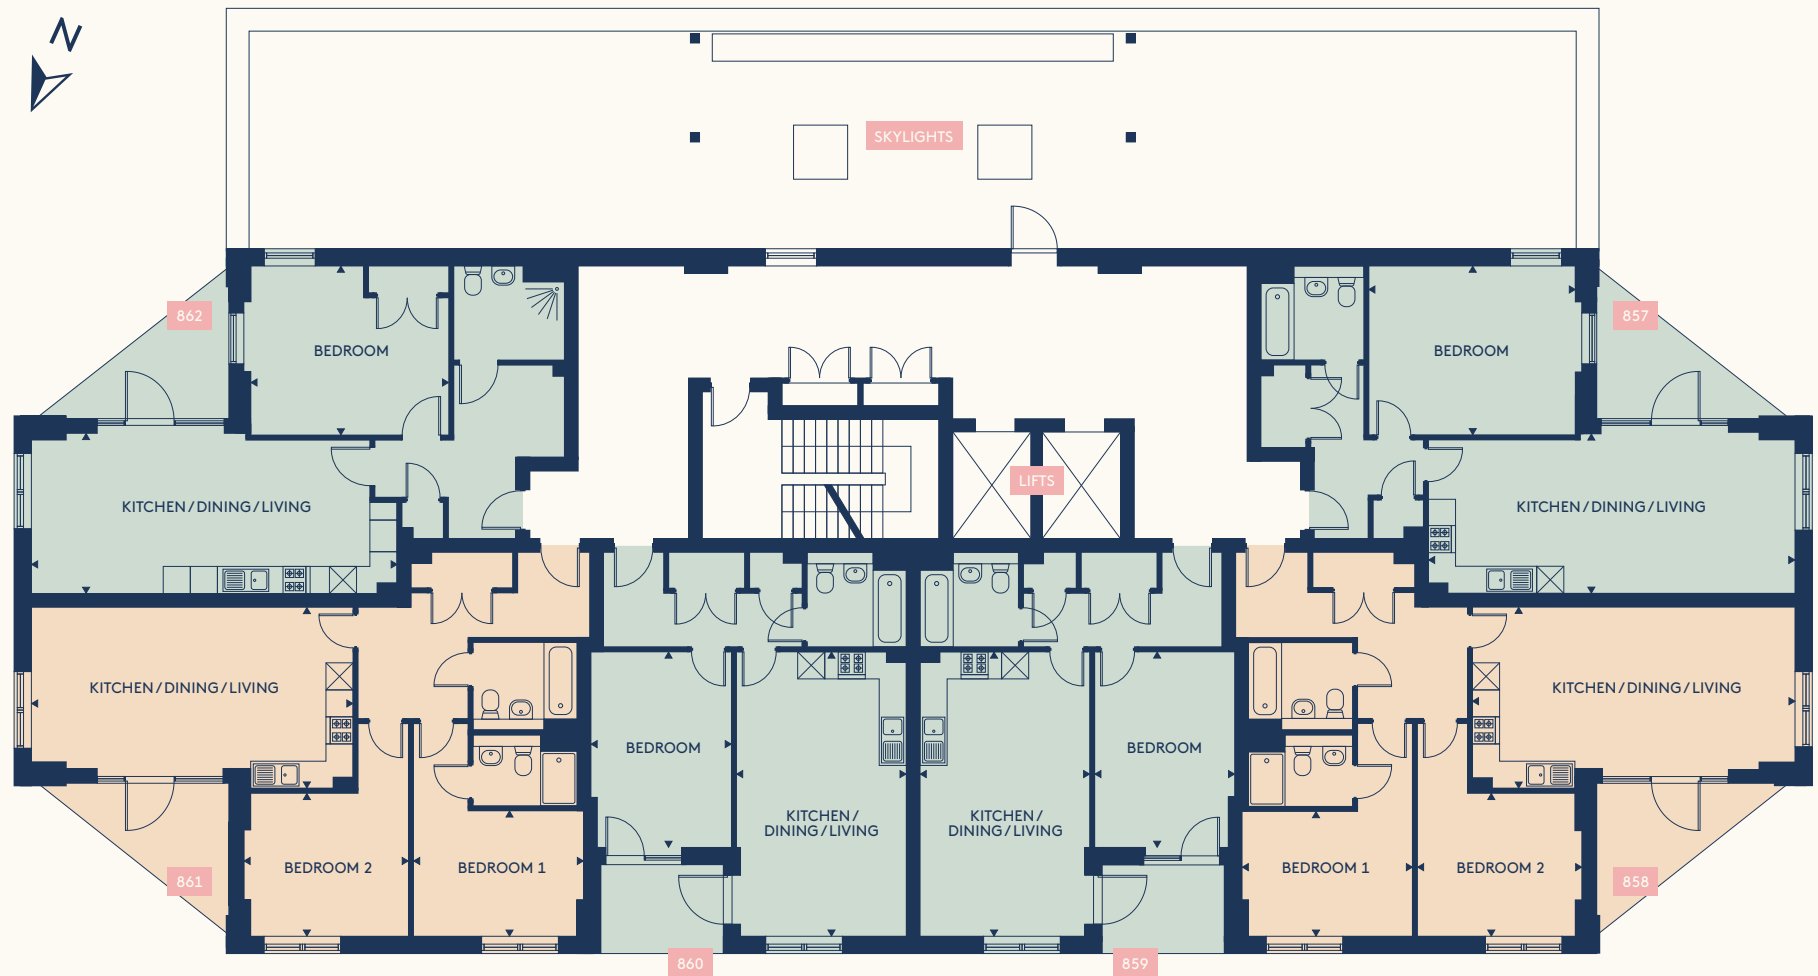 N
SKYLIGHTS
862
857
BEDROOM
BEDROOM
LIFTS
KITCHEN / DINING / LIVING
KITCHEN / DINING / LIVING
KITCHEN / DINING / LIVING
KITCHEN / DINING / LIVING
BEDROOM
BEDROOM
KITCHEN /
DINING / LIVING
KITCHEN /
DINING / LIVING
BEDROOM 2
BEDROOM 1
BEDROOM 1
BEDROOM 2
861
858
860
859